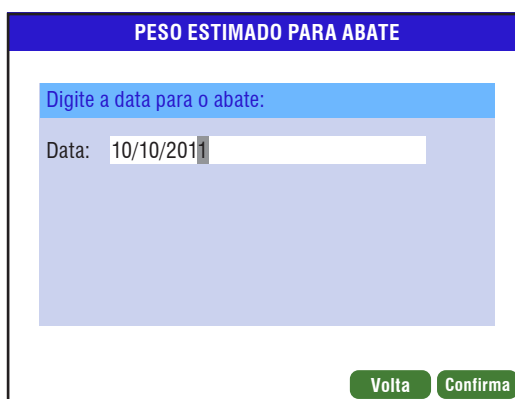 PESO ESTIMADO PARA ABATE
Digite a data para o abate:
Data: 10/10/2011
Volta Confirma